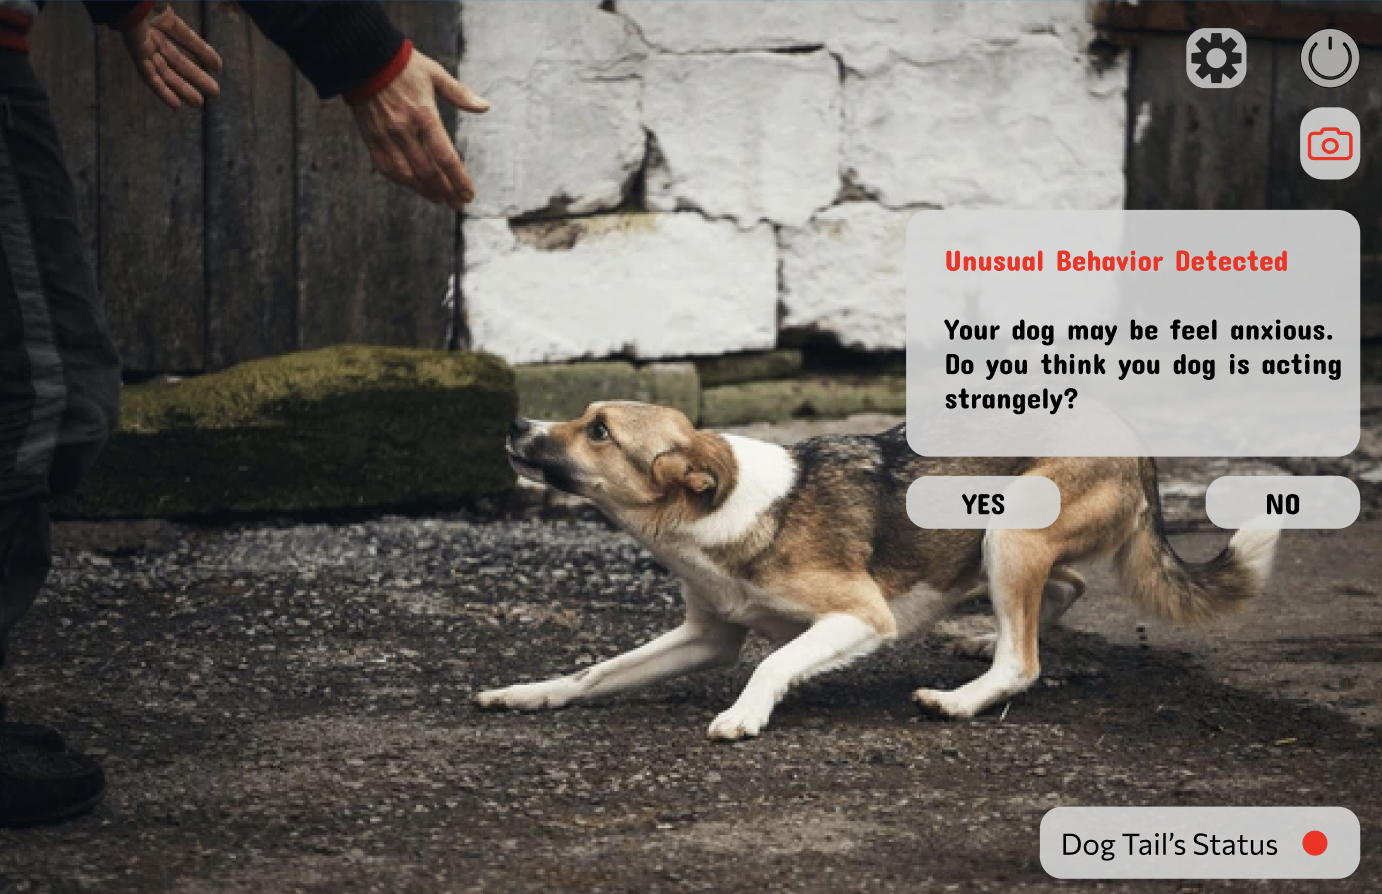 Unusual Behavior Detected
Your dog may be feel anxious.
Do you think you dog is acting
strangely?
YES
NO
Dog Tail's Status